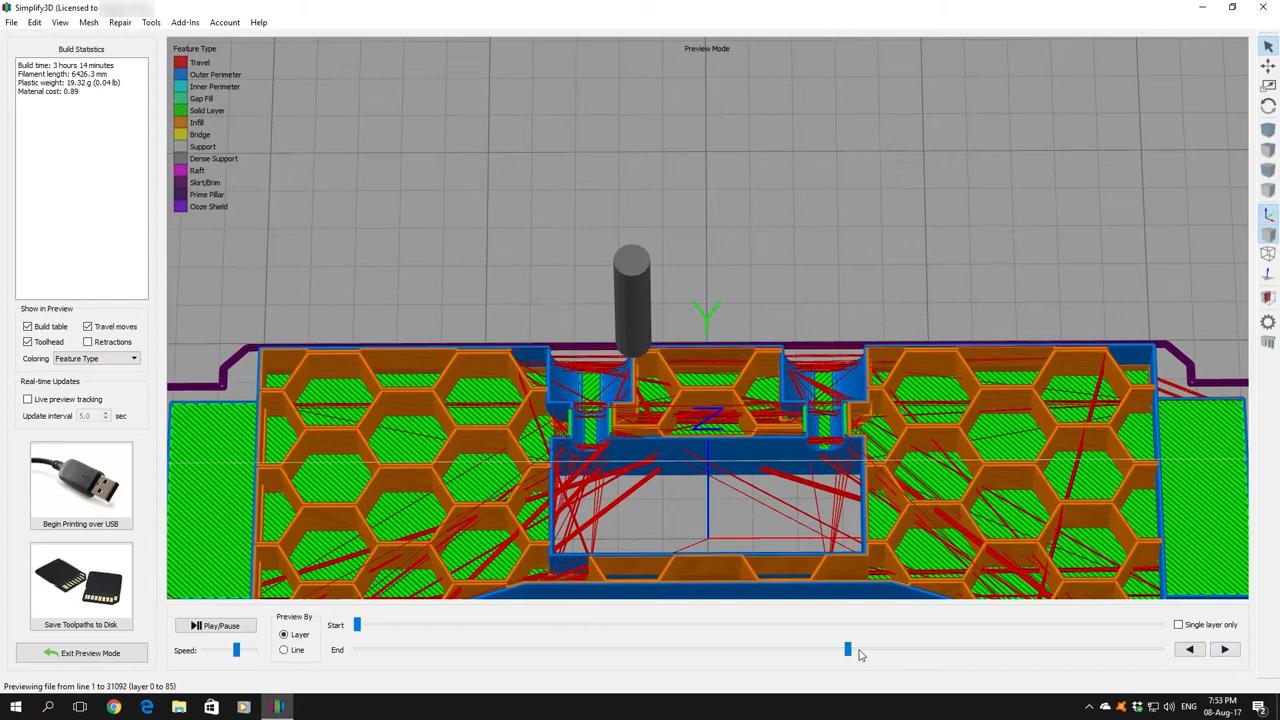 Simplify3D (Licensed to
File Edit View Mesh Repair Tools Add-Ins Account Help
Build Statistics
Build time: 3 hours 14 minutes
Filament length: 6426.3 mm
Plastic weight: 19.32 g (0.04 lb)
Material cost: 0.89
Show in Preview
Build table Travel moves
Toolhead Retractions
Coloring Feature Type
Real-time Updates
Live preview tracking
Update interval 5.0 sec
Begin Printing over USB
Save Toolpaths to Disk
Exit Preview Mode
Feature Type
Travel
Outer Perimeter
Inner Perimeter
Gap Fill
Solid Layer
Infill
Bridge
Support
Dense Support
Raft
Skirt/Brim
Prime Pillar
Ooze Shield
Preview Mode
Y
Z
Play/Pause
Speed:
Preview By
Layer
Line
Start
End
Single layer only
Previewing file from line 1 to 31092 (layer 0 to 85)
ENG
7:53 PM
08-Aug-17
2